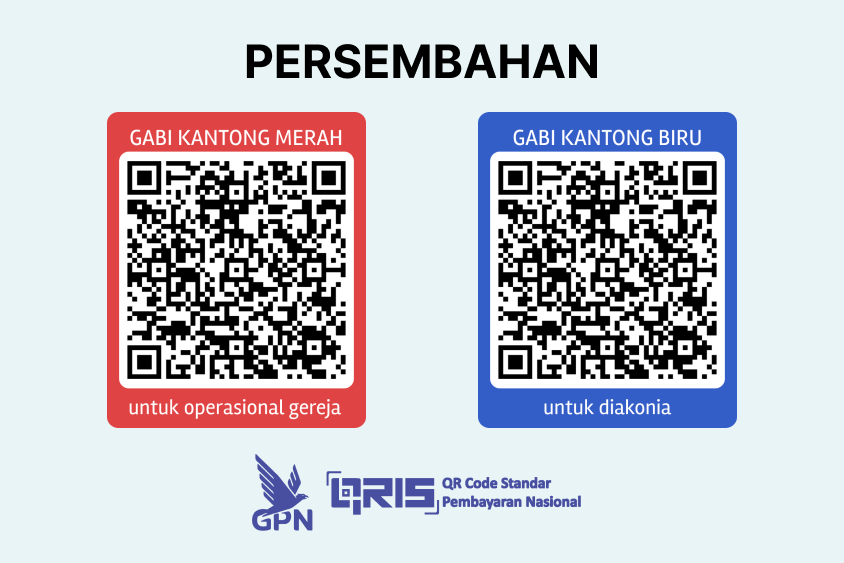 PERSEMBAHAN
GABI KANTONG MERAH
untuk operasional gereja
GABI KANTONG BIRU
untuk diakonia
GPN
QRIS
QR Code Standar
Pembayaran Nasional